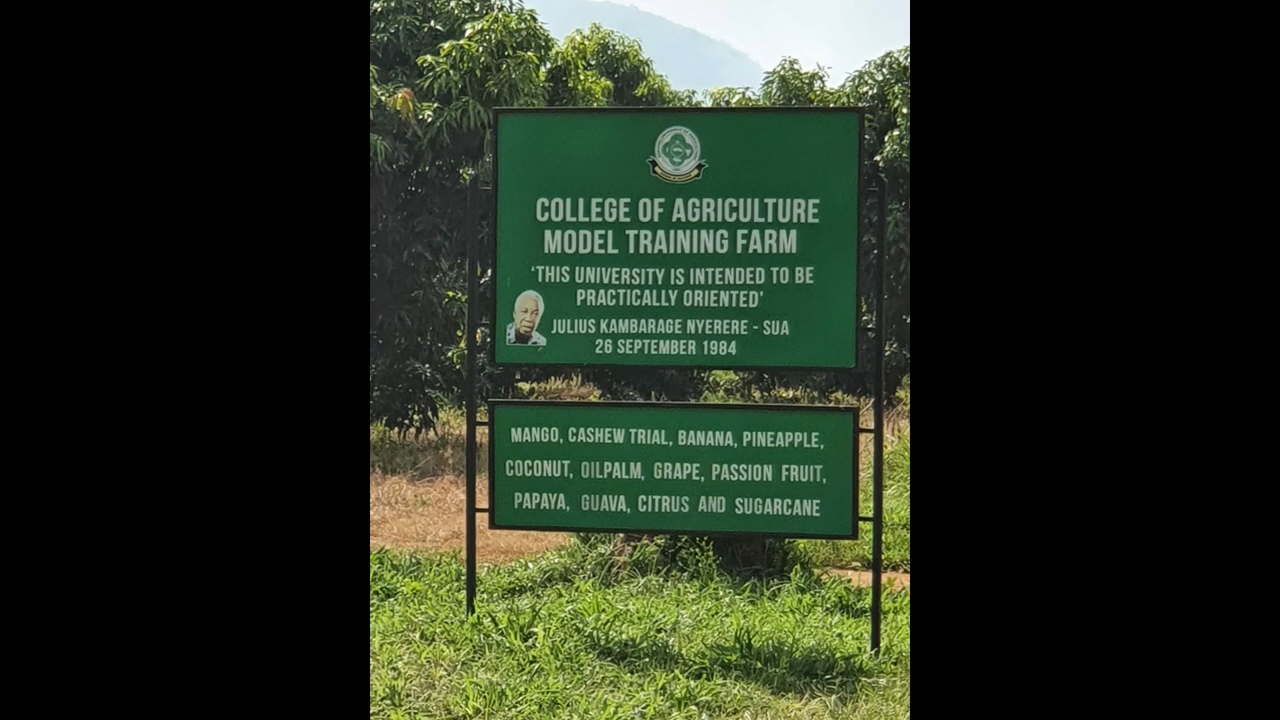 COLLEGE OF AGRICULTURE
MODEL TRAINING FARM
'THIS UNIVERSITY IS INTENDED TO BE
PRACTICALLY ORIENTED'
JULIUS KAMBARAGE NYERERE - SUA
26 SEPTEMBER 1984
MANGO, CASHEW TRIAL, BANANA, PINEAPPLE,
COCONUT, OILPALM, GRAPE, PASSION FRUIT,
PAPAYA, GUAVA, CITRUS AND SUGARCANE